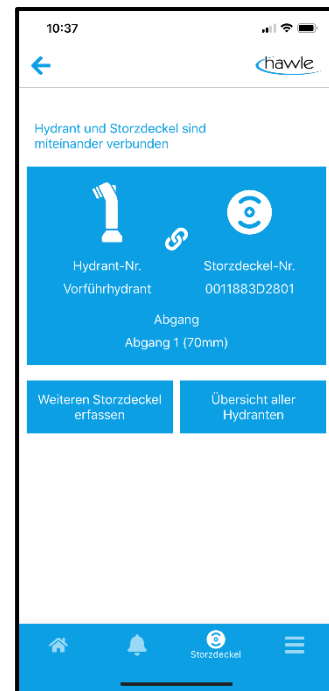 10:37
hawle
Hydrant und Storzdeckel sind
miteinander verbunden
Hydrant-Nr.
Storzdeckel-Nr.
Vorführhydrant
0011883D2801
Abgang
Abgang 1 (70mm)
Weiteren Storzdeckel
erfassen
Übersicht aller
Hydranten
Storzdeckel